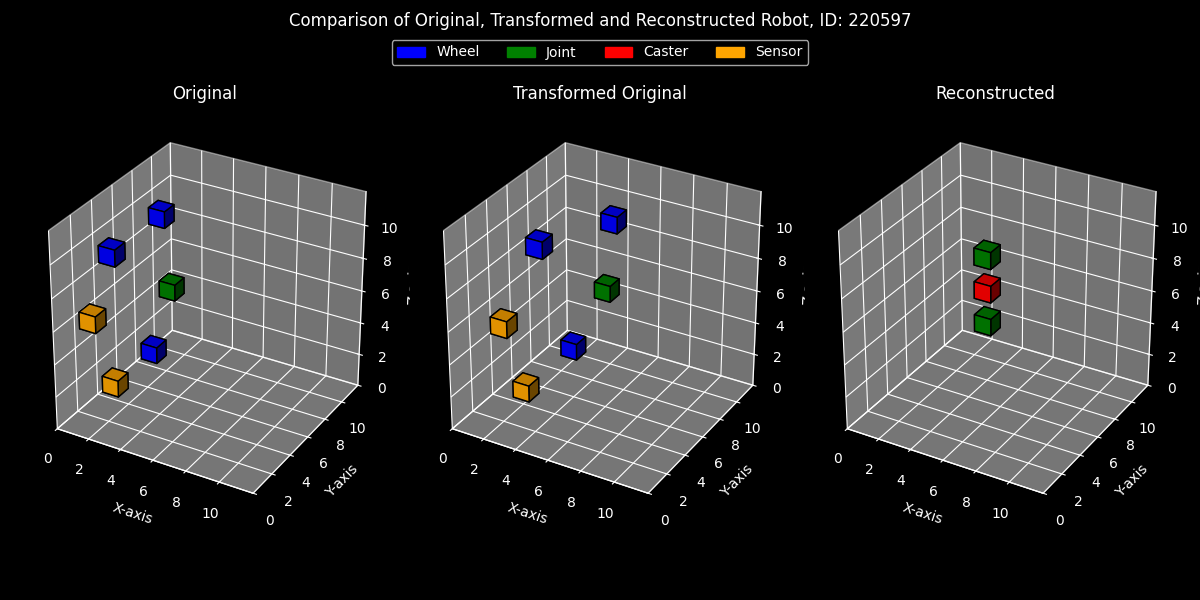 Comparison of Original, Transformed and Reconstructed Robot, ID: 220597
Wheel Joint Caster Sensor
Original Transformed Original Reconstructed
10 10 10
8 8 8
6 6 6
4 4 4
2 2 2
0 0 0
10 10 10
8 8 8
6 6 6
4 4 4
2 2 2
0 0 0
0 2 4 6 8 10 0 2 4 6 8 10 0 2 4 6 8 10
X-axis Y-axis X-axis Y-axis X-axis Y-axis